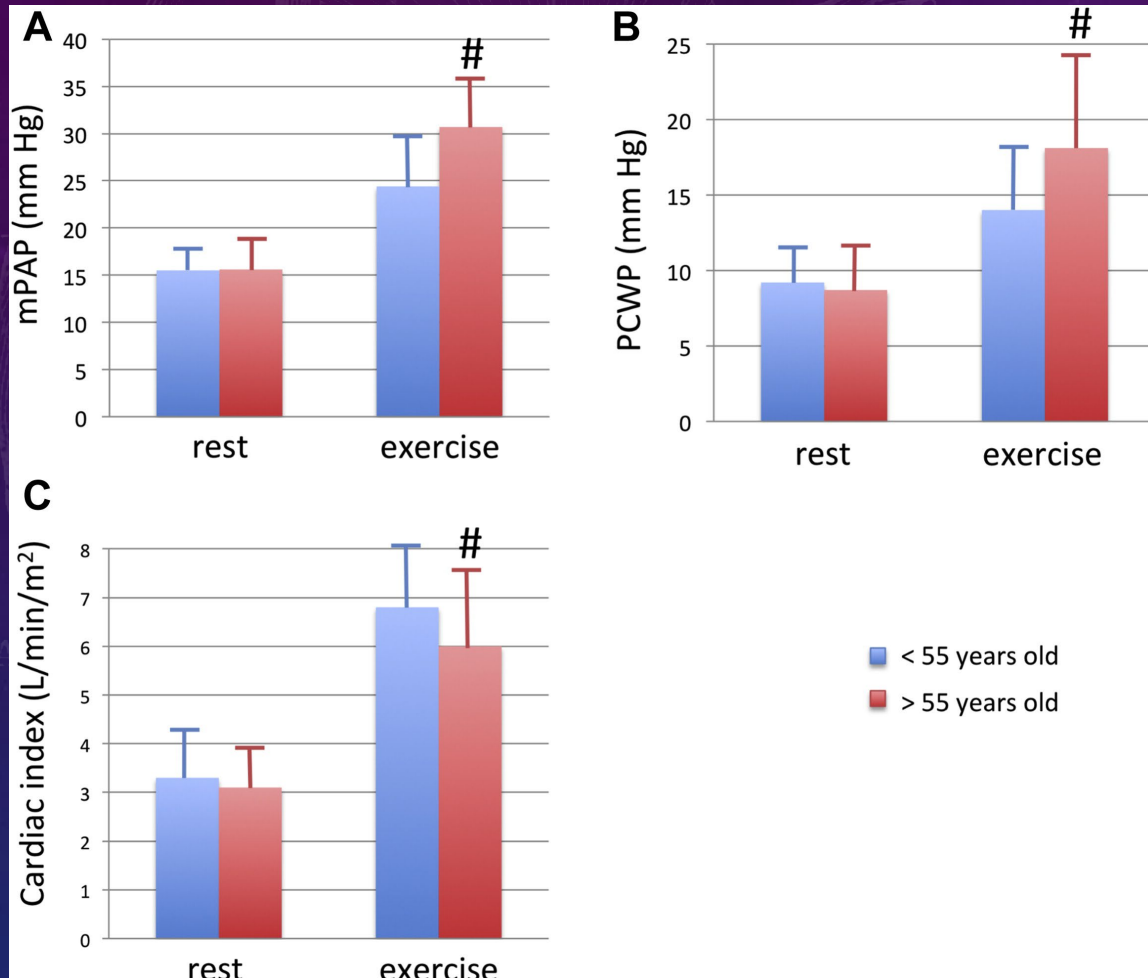 A
mPAP (mm Hg)
40
35
30
25
20
15
10
5
0
#
rest exercise
B
PCWP (mm Hg)
25
20
15
10
5
0
#
rest exercise
C
Cardiac index (L/min/m²)
8
7
6
5
4
3
2
1
0
#
rest exercise
< 55 years old
> 55 years old